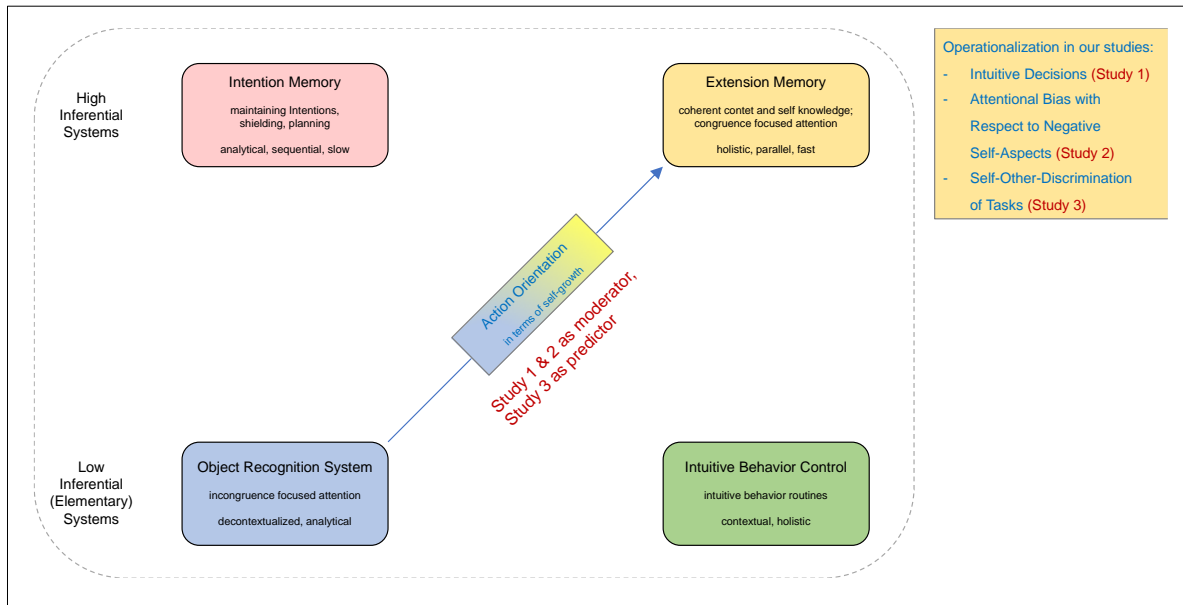 High
Inferential
Systems
Intention Memory
maintaining Intentions,
shielding, planning
analytical, sequential, slow
Extension Memory
coherent contet and self knowledge;
congruence focused attention
holistic, parallel, fast
Operationalization in our studies:
- Intuitive Decisions (Study 1)
- Attentional Bias with
Respect to Negative
Self-Aspects (Study 2)
- Self-Other-Discrimination
of Tasks (Study 3)
Action Orientation
in terms of self-growth
Study 1 & 2 as moderator,
Study 3 as predictor
Low
Inferential
(Elementary)
Systems
Object Recognition System
incongruence focused attention
decontextualized, analytical
Intuitive Behavior Control
intuitive behavior routines
contextual, holistic